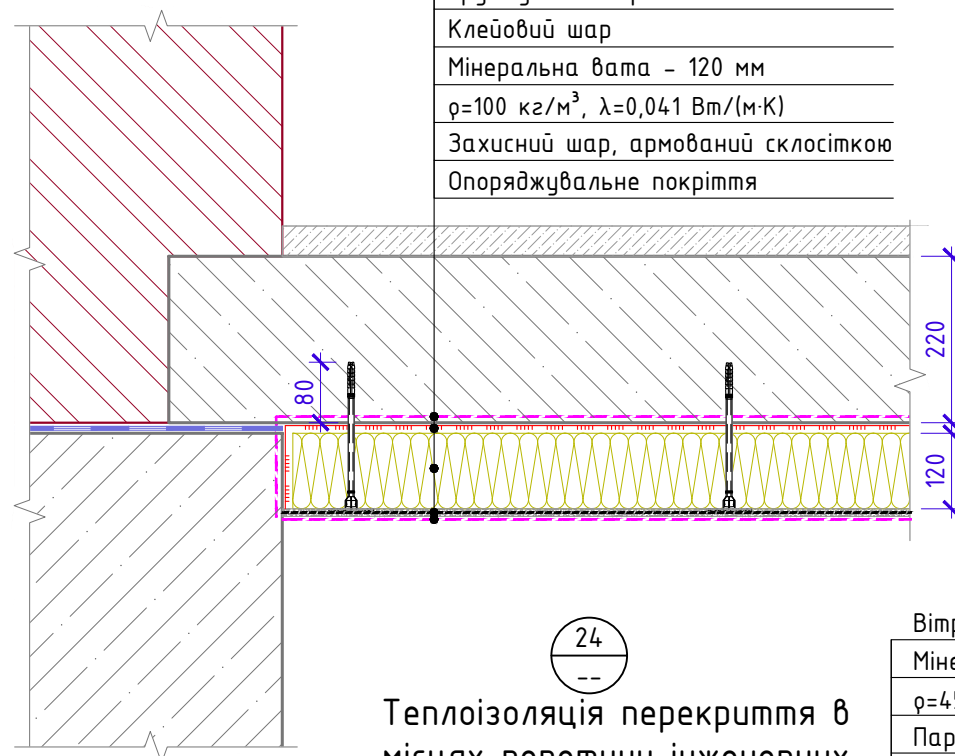 Клейовий шар
Мінеральна вата - 120 мм
ρ=100 кг/м³, λ=0,041 Вт/(м·К)
Захисний шар, армований склосіткою
Опоряджувальне покріття
80
220
120
24
--
Теплоізоляція перекриття в